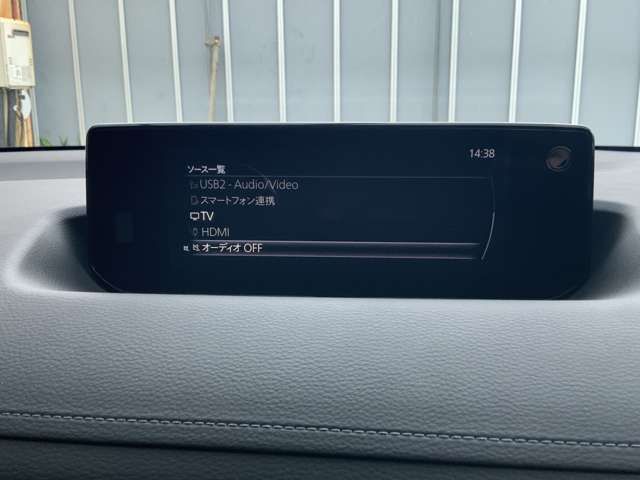 14:38
ソース一覧
USB2 - Audio/Video
スマートフォン連携
TV
HDMI
オーディオ OFF